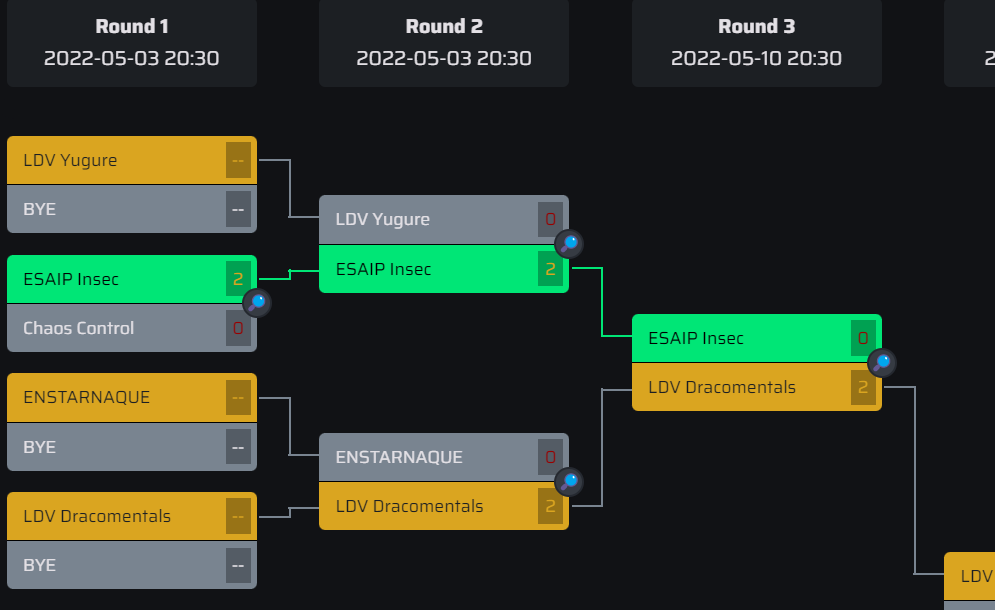 Round 1
2022-05-03 20:30
Round 2
2022-05-03 20:30
Round 3
2022-05-10 20:30
2
LDV Yugure --
BYE --
ESAIP Insec 2
Chaos Control 0
ENSTARNAQUE --
BYE --
LDV Dracomentals --
BYE --
LDV Yugure 0
ESAIP Insec 2
ENSTARNAQUE 0
LDV Dracomentals 2
ESAIP Insec 0
LDV Dracomentals 2
LDV